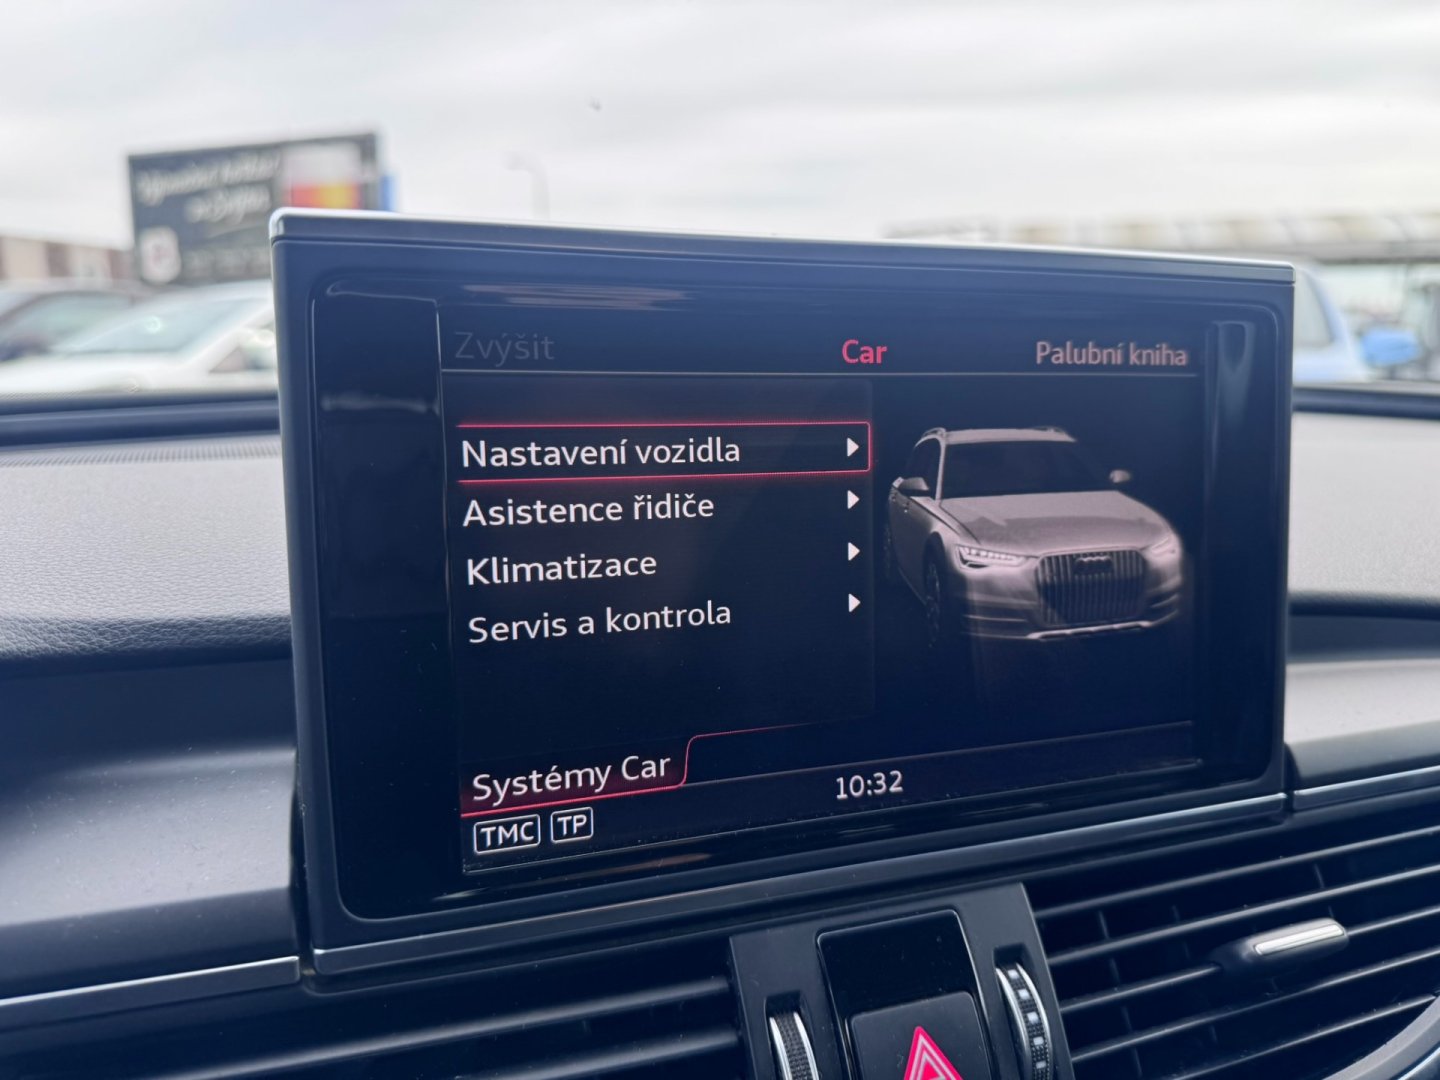 Zvýšit
Car
Palubní kniha
Nastavení vozidla
Asistence řidiče
Klimatizace
Servis a kontrola
Systémy Car
10:32
TMC
TP